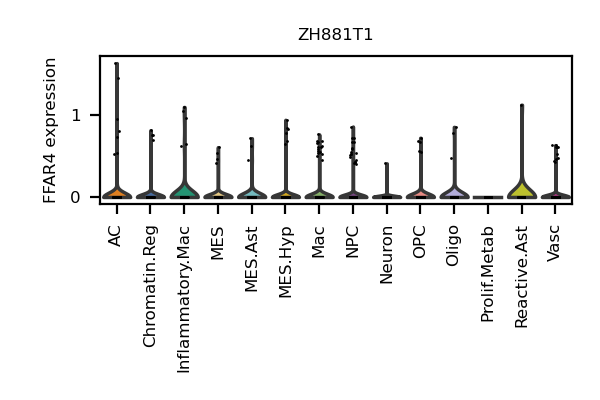 ZH881T1
FFAR4 expression
1
0
AC
Chromatin.Reg
Inflammatory.Mac
MES
MES.Ast
MES.Hyp
Mac
NPC
Neuron
OPC
Oligo
Prolif.Metab
Reactive.Ast
Vasc